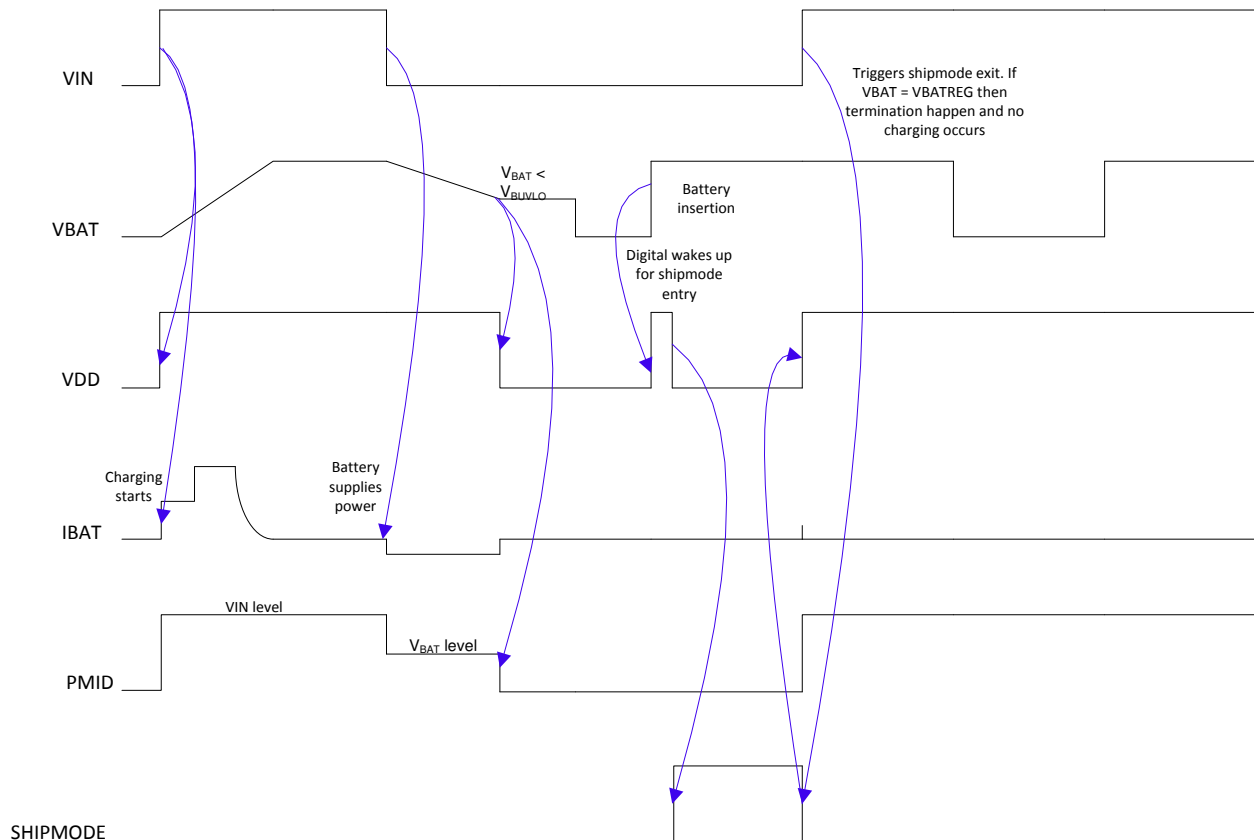 VIN
Triggers shipmode exit. If
VBAT = VBATREG then
termination happen and no
charging occurs
VBAT
VBAT <
VBUVLO
Battery
insertion
Digital wakes up
for shipmode
entry
VDD
Charging
starts
Battery
supplies
power
IBAT
VIN level
VBAT level
PMID
SHIPMODE